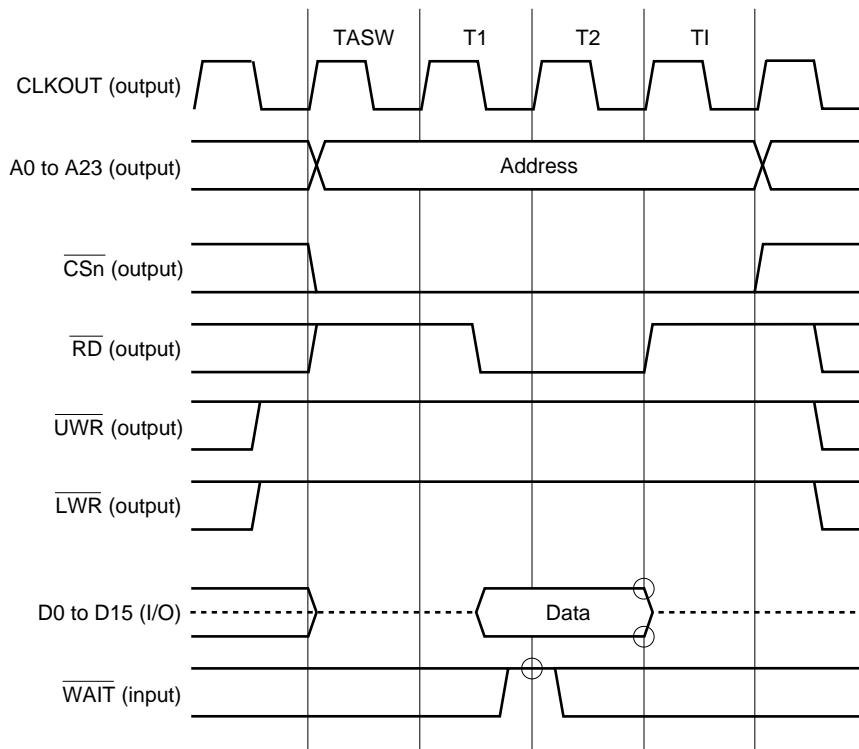 TASW T1 T2 TI
CLKOUT (output)
A0 to A23 (output) Address
CSn (output)
RD (output)
UWR (output)
LWR (output)
D0 to D15 (I/O) Data
WAIT (input)